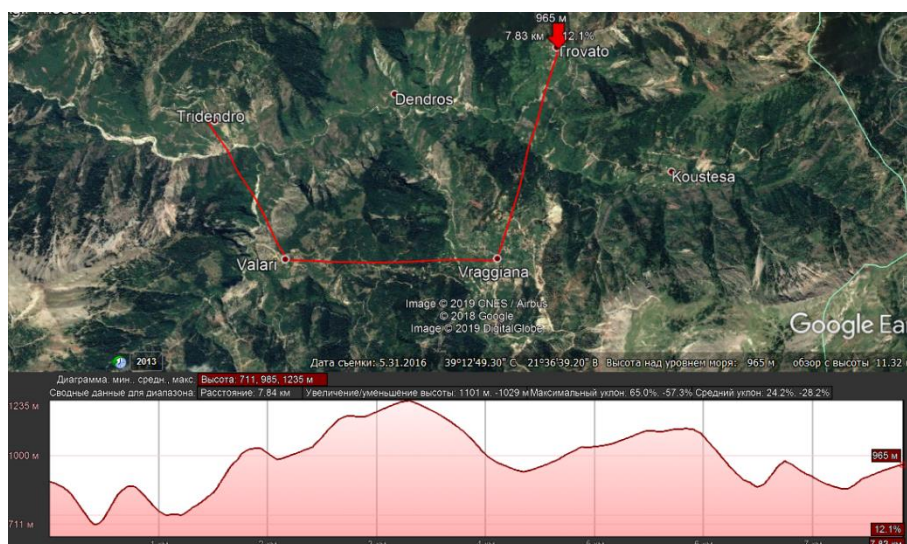 965 м
7.83 км 12.1%
Trovato
Dendros
Tridendro
Koustesa
Valari
Vraggiana
Image © 2019 CNES / Airbus
© 2018 Google
Image © 2019 DigitalGlobe
Google Ear
2013 Дата съемки: 5.31.2016 39°12'49.30" С 21°36'39.20" В Высота над уровнем моря: 965 м обзор с высоты 11.32
Диаграмма: мин., средн., макс. Высота: 711, 985, 1235 м
Сводные данные для диапазона: Расстояние: 7.84 км Увеличение/уменьшение высоты: 1101 м, -1029 м Максимальный уклон: 65.0%, -57.3% Средний уклон: 24.2%, -28.2%
1235 м
1000 м
965 м
711 м
12.1%
7.83 км